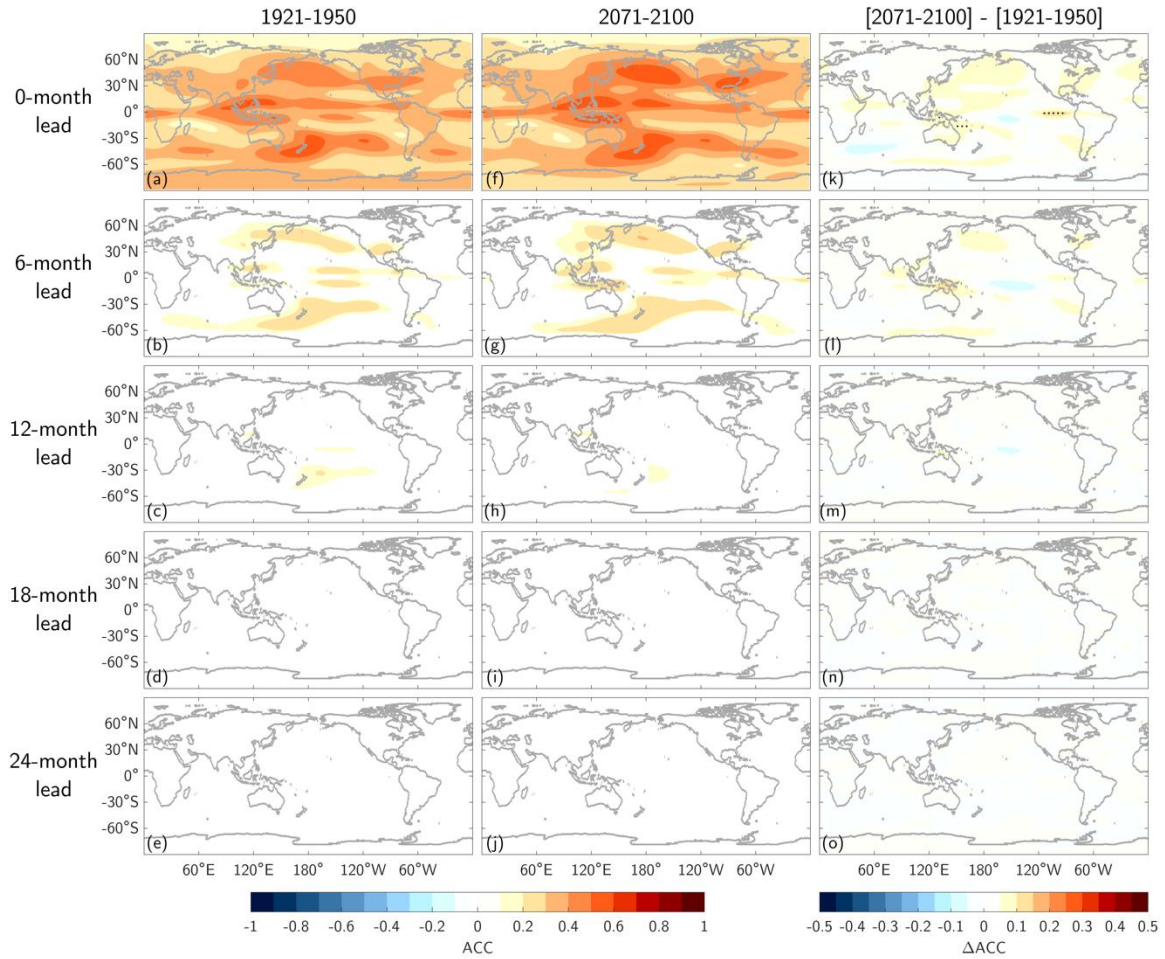 1921-1950 2071-2100 [2071-2100] - [1921-1950]
0-month lead
60°N
30°N
0°
-30°S
-60°S
(a) (f) (k)
6-month lead
60°N
30°N
0°
-30°S
-60°S
(b) (g) (l)
12-month lead
60°N
30°N
0°
-30°S
-60°S
(c) (h) (m)
18-month lead
60°N
30°N
0°
-30°S
-60°S
(d) (i) (n)
24-month lead
60°N
30°N
0°
-30°S
-60°S
(e) (j) (o)
60°E 120°E 180° 120°W 60°W 60°E 120°E 180° 120°W 60°W 60°E 120°E 180° 120°W 60°W
-1 -0.8 -0.6 -0.4 -0.2 0 0.2 0.4 0.6 0.8 1 -0.5 -0.4 -0.3 -0.2 -0.1 0 0.1 0.2 0.3 0.4 0.5
ACC ΔACC